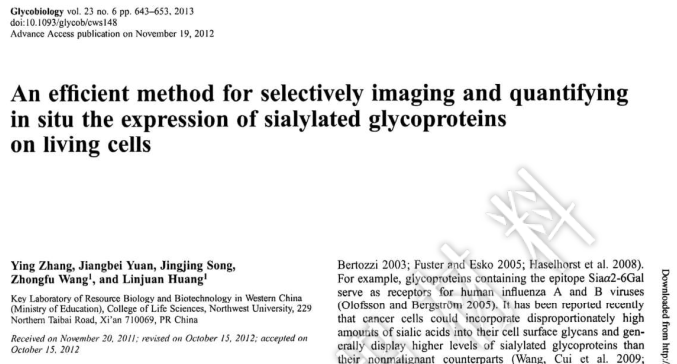 Glycobiology vol. 23 no. 6 pp. 643–653, 2013
doi:10.1093/glycob/cws148
Advance Access publication on November 19, 2012
An efficient method for selectively imaging and quantifying
in situ the expression of sialylated glycoproteins
on living cells
Ying Zhang, Jiangbei Yuan, Jingjing Song,
Zhongfu Wang¹, and Linjuan Huang¹
Key Laboratory of Resource Biology and Biotechnology in Western China
(Ministry of Education), College of Life Sciences, Northwest University, 229
Northern Taibai Road, Xi'an 710069, PR China
Received on November 20, 2011; revised on October 15, 2012; accepted on
October 15, 2012
Bertozzi 2003; Fuster and Esko 2005; Haselhorst et al. 2008).
For example, glycoproteins containing the epitope Siaα2-6Gal
serve as receptors for human influenza A and B viruses
(Olofsson and Bergström 2005). It has been reported recently
that cancer cells could incorporate disproportionately high
amounts of sialic acids into their cell surface glycans and gen-
erally display higher levels of sialylated glycoproteins than
their nonmalignant counterparts (Wang, Cui et al. 2009;
Downloaded from http:/
料